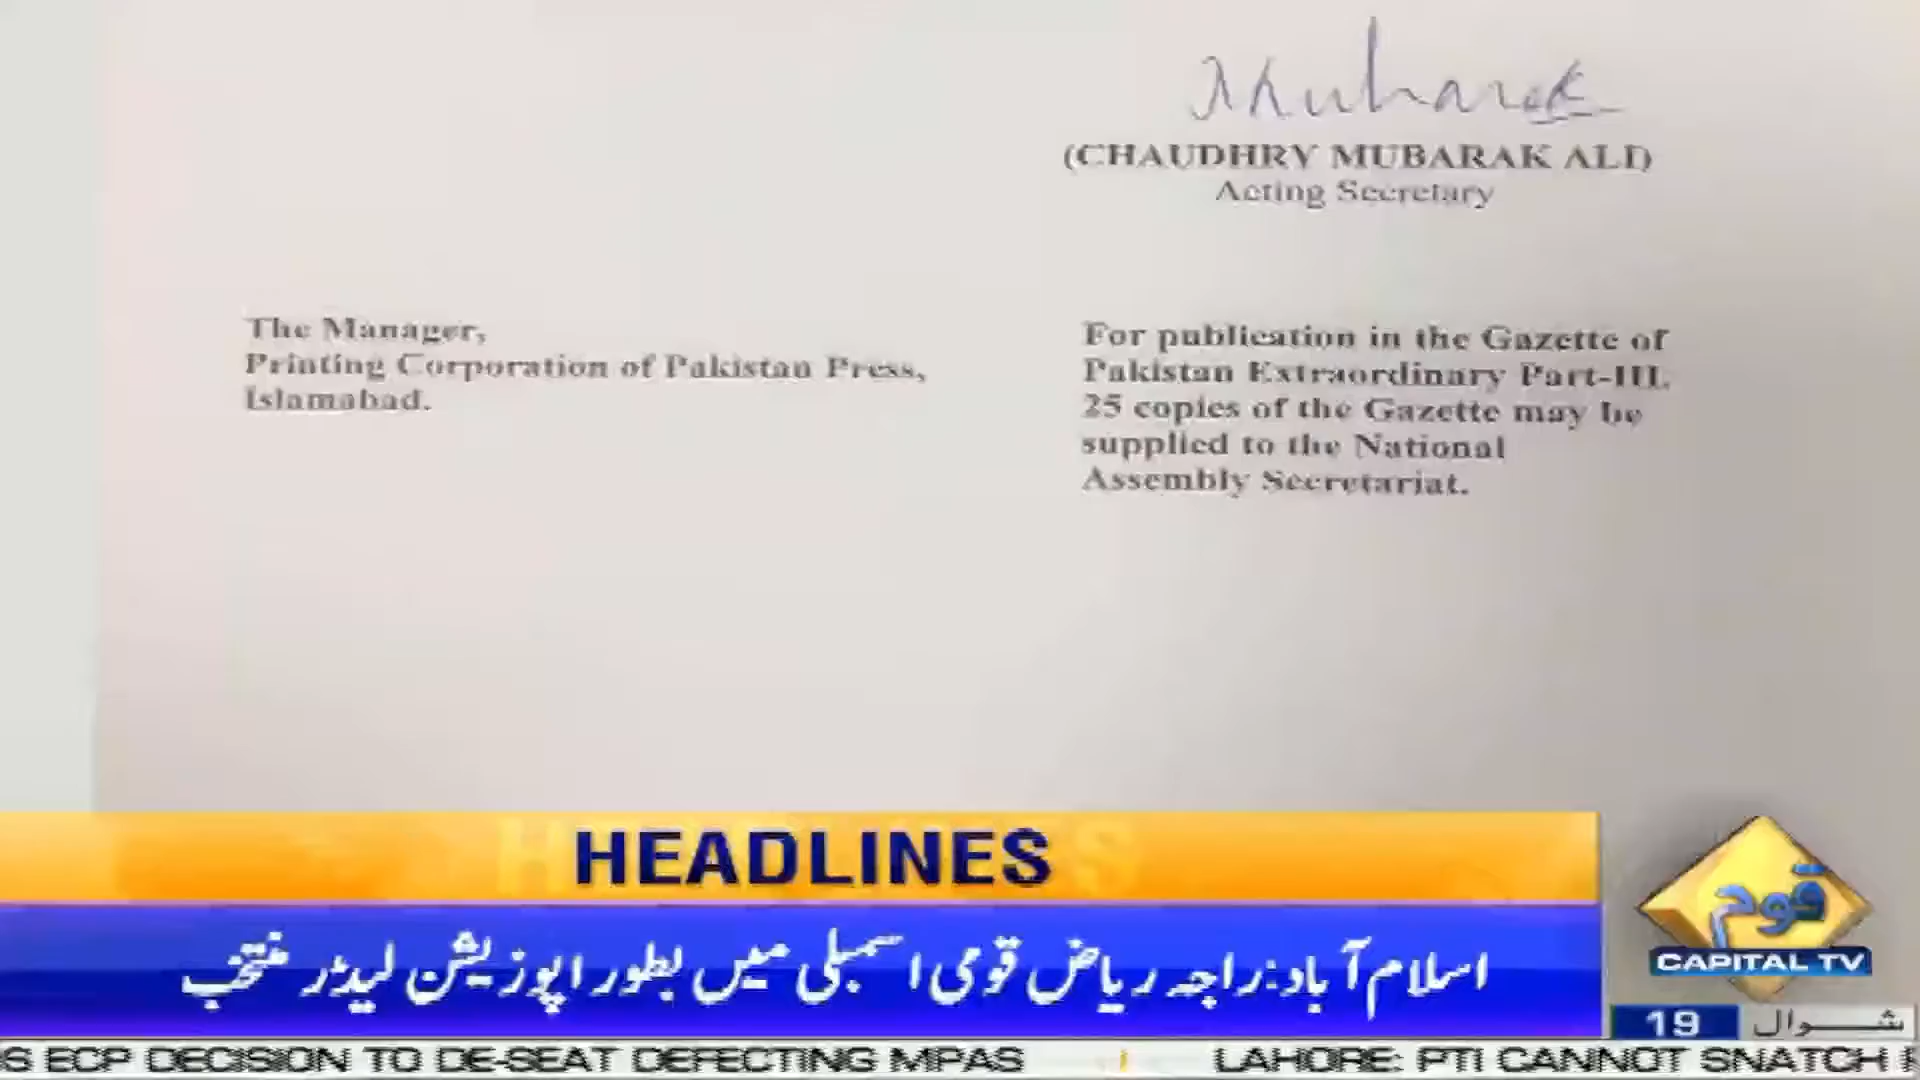 Mubarak
(CHAUDHRY MUBARAK ALI)
Acting Secretary
The Manager,
Printing Corporation of Pakistan Press,
Islamabad.
For publication in the Gazette of
Pakistan Extraordinary Part-III.
25 copies of the Gazette may be
supplied to the National
Assembly Secretariat.
HEADLINES
اسلام آباد:راجہ ریاض قومی اسمبلی میں بطور اپوزیشن لیڈر منتخب
قوم
CAPITAL TV
19 شوال
S ECP DECISION TO DE-SEAT DEFECTING MPAS
LAHORE: PTI CANNOT SNATCH